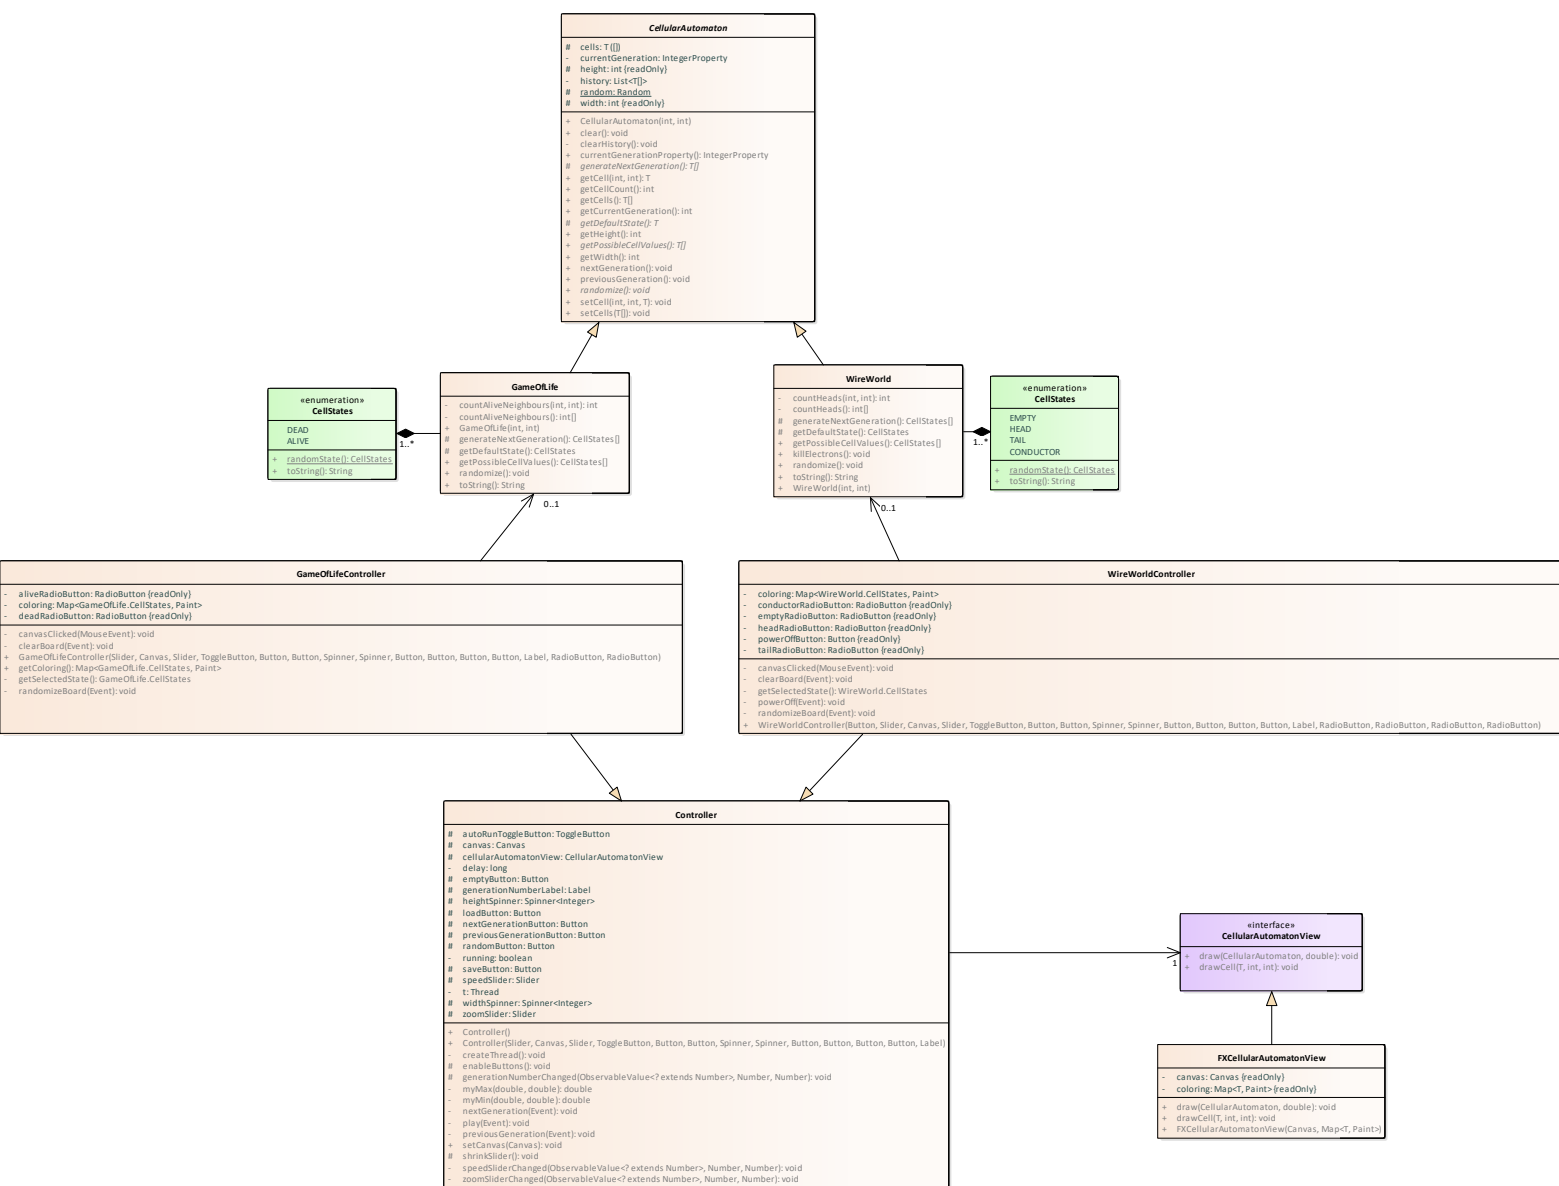 CellularAutomaton
# cells: T ([])
- currentGeneration: IntegerProperty
# height: int {readOnly}
- history: List<T[]>
# random: Random
# width: int {readOnly}
+ CellularAutomaton(int, int)
+ clear(): void
- clearHistory(): void
+ currentGenerationProperty(): IntegerProperty
# generateNextGeneration(): T[]
+ getCell(int, int): T
+ getCellCount(): int
+ getCells(): T[]
+ getCurrentGeneration(): int
# getDefaultState(): T
+ getHeight(): int
+ getPossibleCellValues(): T[]
+ getWidth(): int
+ nextGeneration(): void
+ previousGeneration(): void
+ randomize(): void
+ setCell(int, int, T): void
+ setCells(T[]): void
«enumeration»
CellStates
DEAD
ALIVE
+ randomState(): CellStates
+ toString(): String
1..*
GameOfLife
- countAliveNeighbours(int, int): int
- countAliveNeighbours(): int[]
+ GameOfLife(int, int)
# generateNextGeneration(): CellStates[]
# getDefaultState(): CellStates
+ getPossibleCellValues(): CellStates[]
+ randomize(): void
+ toString(): String
0..1
WireWorld
- countHeads(int, int): int
- countHeads(): int[]
# generateNextGeneration(): CellStates[]
# getDefaultState(): CellStates
+ getPossibleCellValues(): CellStates[]
+ killElectrons(): void
+ randomize(): void
+ toString(): String
+ WireWorld(int, int)
0..1
«enumeration»
CellStates
EMPTY
HEAD
TAIL
CONDUCTOR
+ randomState(): CellStates
+ toString(): String
1..*
GameOfLifeController
- aliveRadioButton: RadioButton {readOnly}
- coloring: Map<GameOfLife.CellStates, Paint>
- deadRadioButton: RadioButton {readOnly}
- canvasClicked(MouseEvent): void
- clearBoard(Event): void
+ GameOfLifeController(Slider, Canvas, Slider, ToggleButton, Button, Button, Spinner, Spinner, Button, Button, Button, Button, Label, RadioButton, RadioButton)
+ getColoring(): Map<GameOfLife.CellStates, Paint>
- getSelectedState(): GameOfLife.CellStates
- randomizeBoard(Event): void
WireWorldController
- coloring: Map<WireWorld.CellStates, Paint>
- conductorRadioButton: RadioButton {readOnly}
- emptyRadioButton: RadioButton {readOnly}
- headRadioButton: RadioButton {readOnly}
- powerOffButton: Button {readOnly}
- tailRadioButton: RadioButton {readOnly}
- canvasClicked(MouseEvent): void
- clearBoard(Event): void
- getSelectedState(): WireWorld.CellStates
- powerOff(Event): void
- randomizeBoard(Event): void
+ WireWorldController(Button, Slider, Canvas, Slider, ToggleButton, Button, Button, Spinner, Spinner, Button, Button, Button, Button, Label, RadioButton, RadioButton, RadioButton, RadioButton)
Controller
# autoRunToggleButton: ToggleButton
# canvas: Canvas
# cellularAutomatonView: CellularAutomatonView
- delay: long
# emptyButton: Button
# generationNumberLabel: Label
# heightSpinner: Spinner<Integer>
# loadButton: Button
# nextGenerationButton: Button
# previousGenerationButton: Button
# randomButton: Button
- running: boolean
# saveButton: Button
# speedSlider: Slider
- t: Thread
# widthSpinner: Spinner<Integer>
# zoomSlider: Slider
+ Controller()
+ Controller(Slider, Canvas, Slider, ToggleButton, Button, Button, Spinner, Spinner, Button, Button, Button, Button, Label)
- createThread(): void
# enableButtons(): void
# generationNumberChanged(ObservableValue<? extends Number>, Number, Number): void
- myMax(double, double): double
- myMin(double, double): double
- nextGeneration(Event): void
- play(Event): void
- previousGeneration(Event): void
+ setCanvas(Canvas): void
# shrinkSlider(): void
- speedSliderChanged(ObservableValue<? extends Number>, Number, Number): void
- zoomSliderChanged(ObservableValue<? extends Number>, Number, Number): void
1
«interface»
CellularAutomatonView
+ draw(CellularAutomaton, double): void
+ drawCell(T, int, int): void
FXCellularAutomatonView
- canvas: Canvas {readOnly}
- coloring: Map<T, Paint> {readOnly}
+ draw(CellularAutomaton, double): void
+ drawCell(T, int, int): void
+ FXCellularAutomatonView(Canvas, Map<T, Paint>)